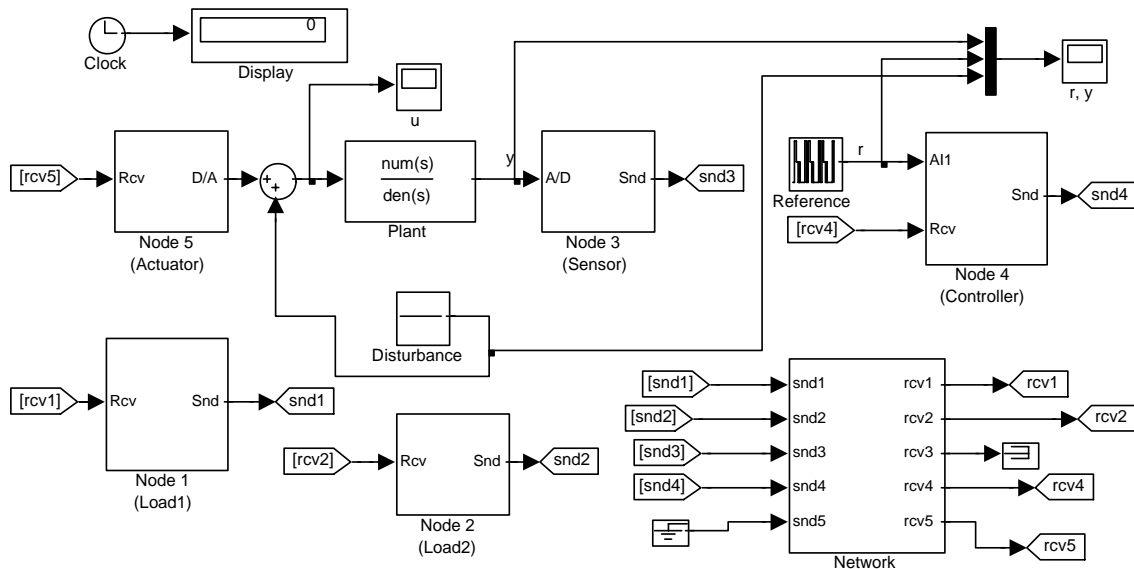 0
Clock
Display
u
r, y
[rcv5]
Rcv
D/A
+
+
num(s)
den(s)
y
A/D
Snd
snd3
Plant
r
AI1
Reference
Snd
snd4
[rcv4]
Rcv
Node 5
(Actuator)
Node 3
(Sensor)
Node 4
(Controller)
Disturbance
[rcv1]
Rcv
Snd
snd1
Node 1
(Load1)
[rcv2]
Rcv
Snd
snd2
Node 2
(Load2)
[snd1]
snd1
rcv1
rcv1
[snd2]
snd2
rcv2
rcv2
[snd3]
snd3
rcv3
[snd4]
snd4
rcv4
rcv4
snd5
rcv5
rcv5
Network